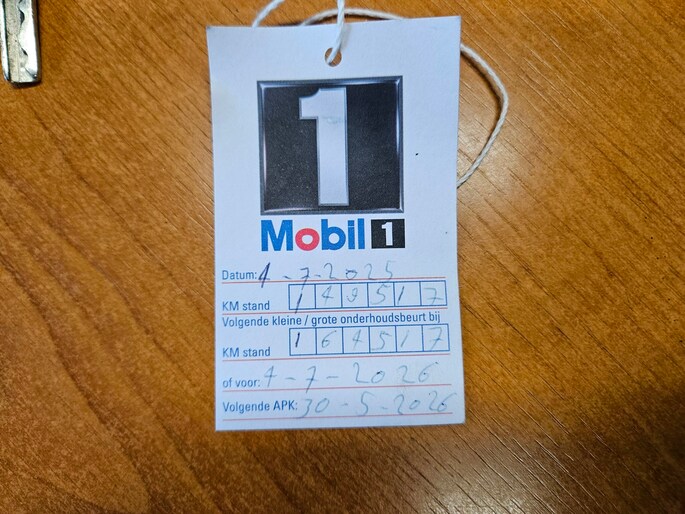 1
Mobil 1
Datum: 4-7-2025
KM stand 1 4 9 5 1 7
Volgende kleine / grote onderhoudsbeurt bij
KM stand 1 6 4 5 1 7
of voor: 4-7-2026
Volgende APK: 30-5-2026